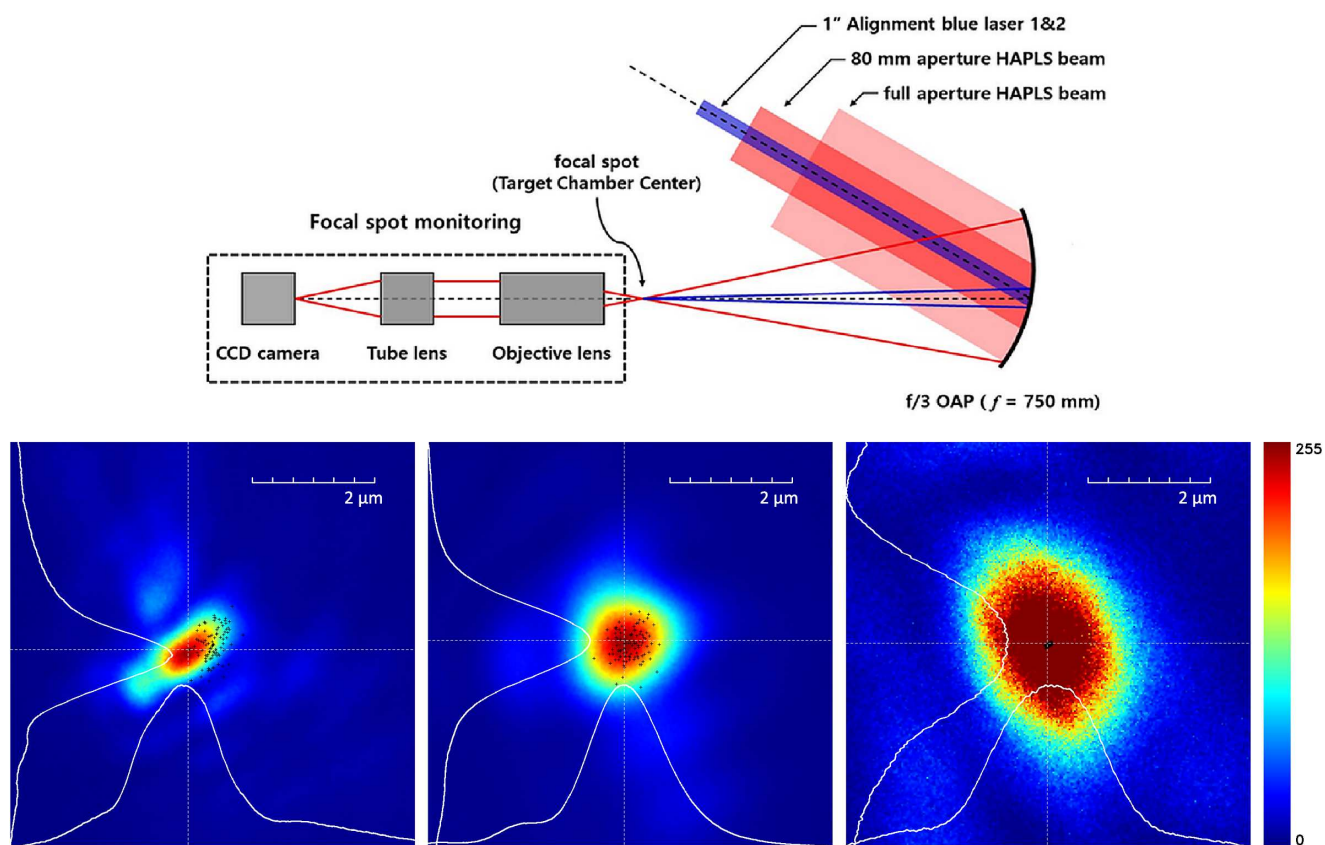 1” Alignment blue laser 1&2
80 mm aperture HAPLS beam
full aperture HAPLS beam
focal spot
(Target Chamber Center)
Focal spot monitoring
CCD camera
Tube lens
Objective lens
f/3 OAP ( f = 750 mm)
2 µm
2 µm
2 µm
255
0